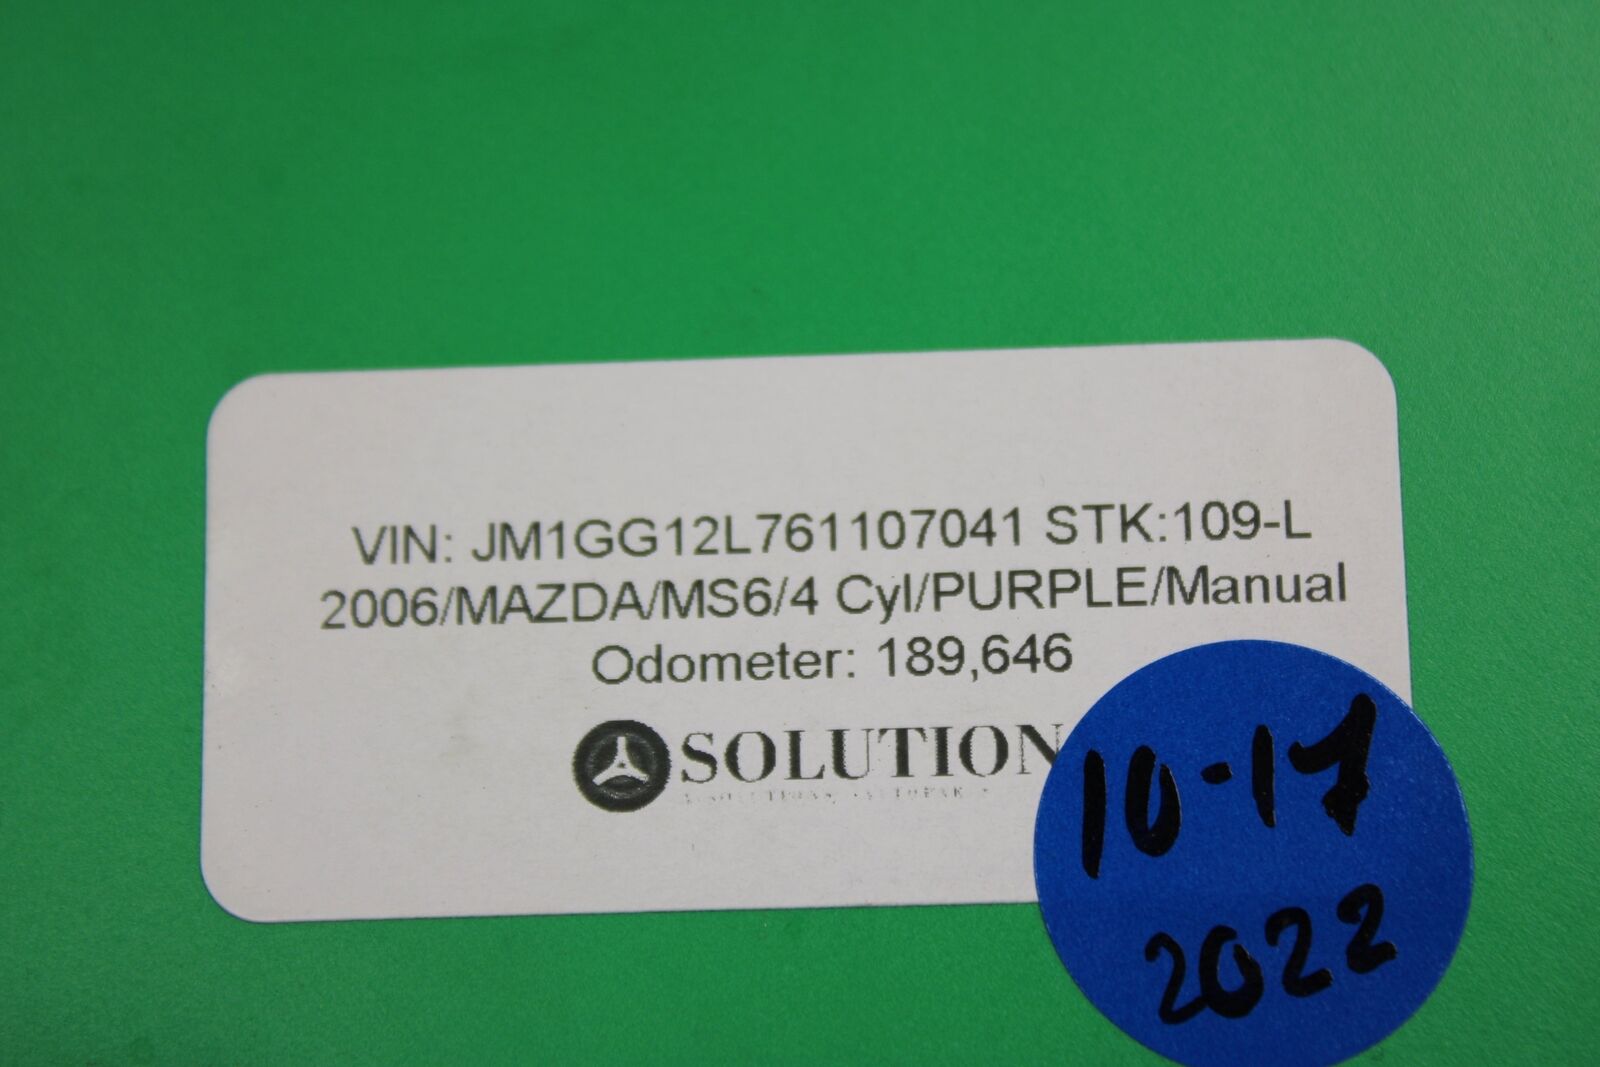 VIN: JM1GG12L761107041 STK:109-L
2006/MAZDA/MS6/4 Cyl/PURPLE/Manual
Odometer: 189,646
SOLUTION
10-17
2022